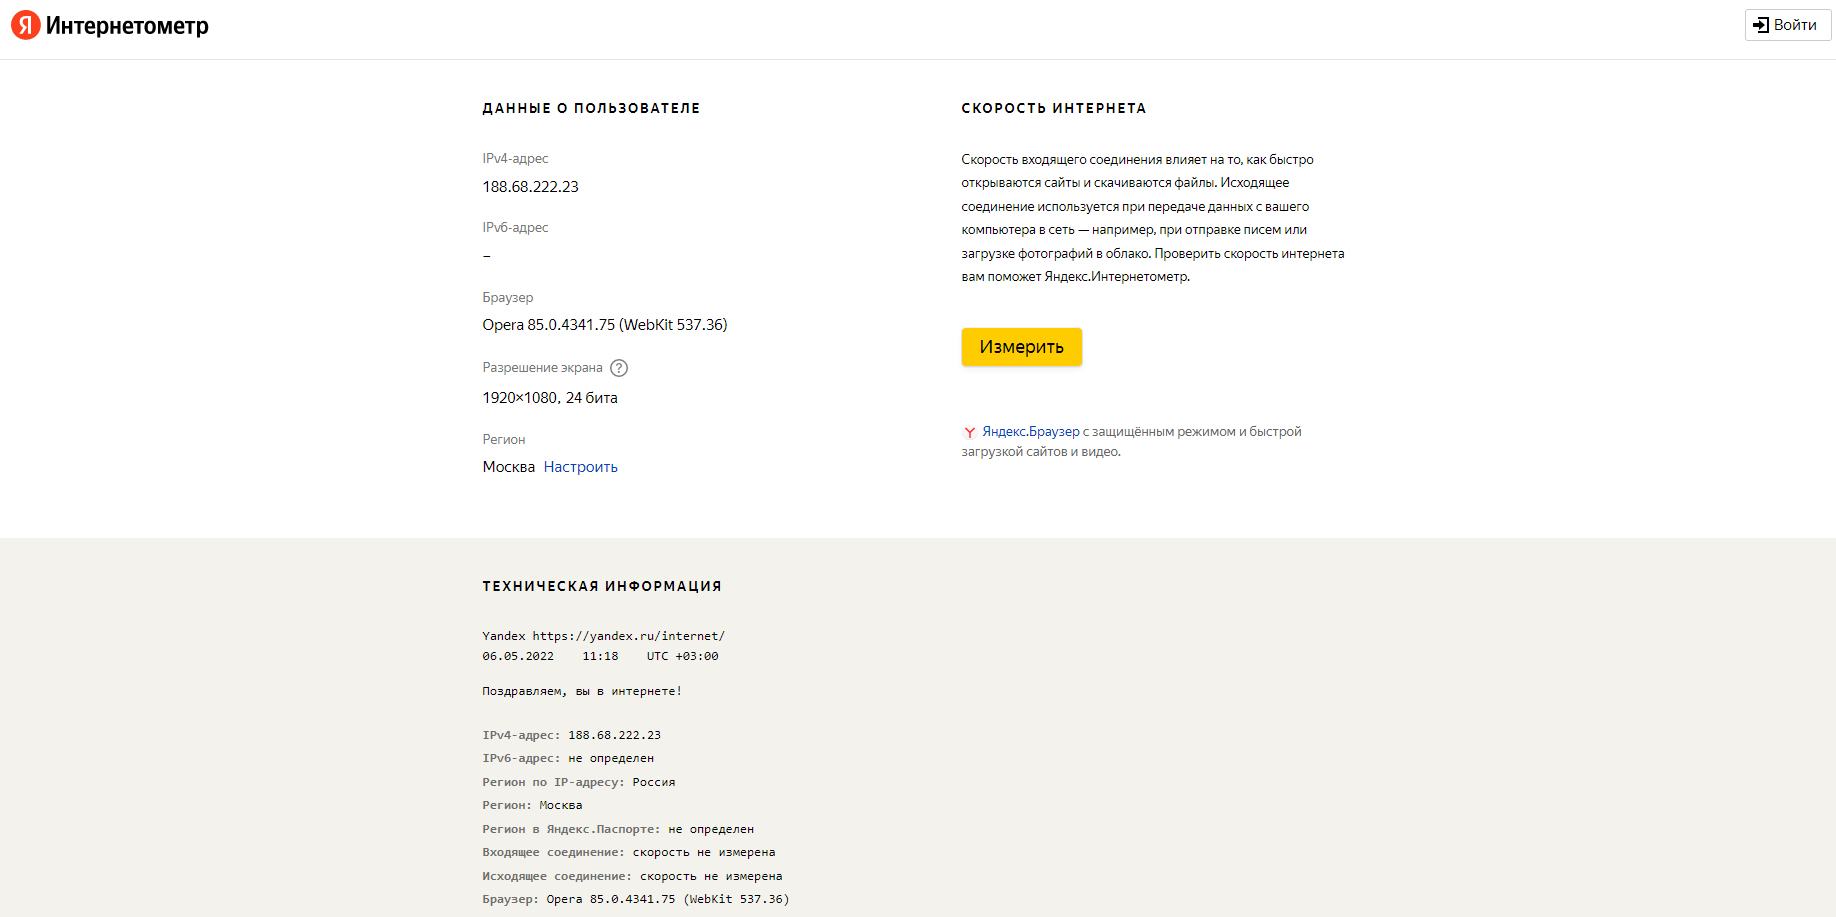 Я Интернетометр
Войти
ДАННЫЕ О ПОЛЬЗОВАТЕЛЕ
IPv4-адрес
188.68.222.23
IPv6-адрес
–
Браузер
Opera 85.0.4341.75 (WebKit 537.36)
Разрешение экрана ?
1920×1080, 24 бита
Регион
Москва Настроить
СКОРОСТЬ ИНТЕРНЕТА
Скорость входящего соединения влияет на то, как быстро
открываются сайты и скачиваются файлы. Исходящее
соединение используется при передаче данных с вашего
компьютера в сеть — например, при отправке писем или
загрузке фотографий в облако. Проверить скорость интернета
вам поможет Яндекс.Интернетометр.
Измерить
Y Яндекс.Браузер с защищённым режимом и быстрой
загрузкой сайтов и видео.
ТЕХНИЧЕСКАЯ ИНФОРМАЦИЯ
Yandex https://yandex.ru/internet/
06.05.2022 11:18 UTC +03:00
Поздравляем, вы в интернете!
IPv4-адрес: 188.68.222.23
IPv6-адрес: не определен
Регион по IP-адресу: Россия
Регион: Москва
Регион в Яндекс.Паспорте: не определен
Входящее соединение: скорость не измерена
Исходящее соединение: скорость не измерена
Браузер: Opera 85.0.4341.75 (WebKit 537.36)